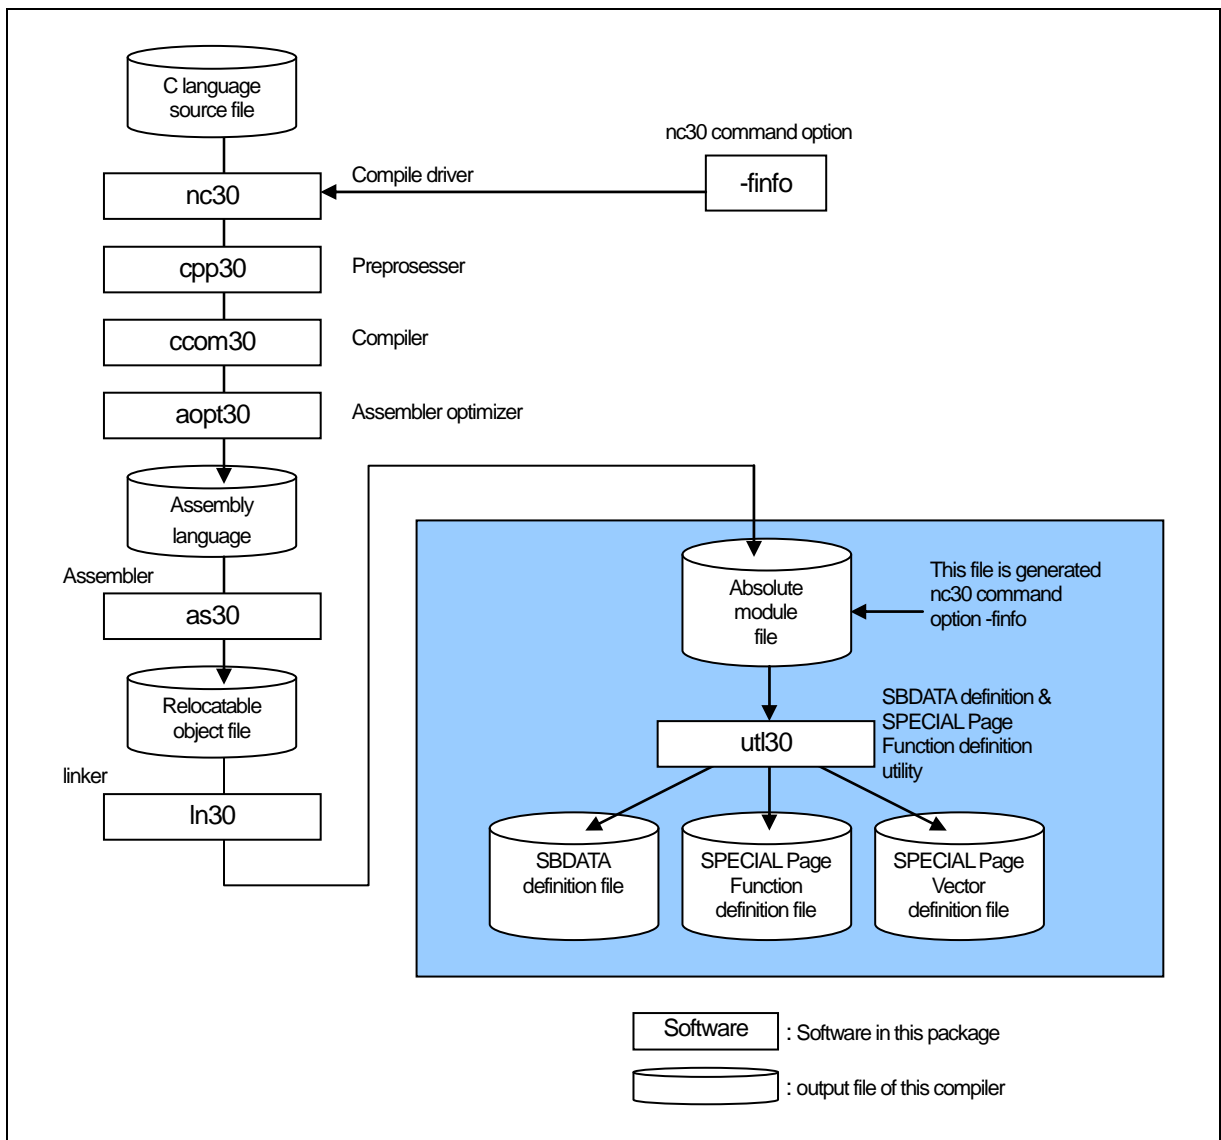 C language
source file
nc30 command option
Compile driver
-finfo
nc30
cpp30
Preprosesser
ccom30
Compiler
aopt30
Assembler optimizer
Assembly
language
Assembler
as30
Relocatable
object file
linker
ln30
Absolute
module
file
This file is generated
nc30 command
option -finfo
utl30
SBDATA definition &
SPECIAL Page
Function definition
utility
SBDATA
definition file
SPECIAL Page
Function
definition file
SPECIAL Page
Vector
definition file
Software
: Software in this package
: output file of this compiler